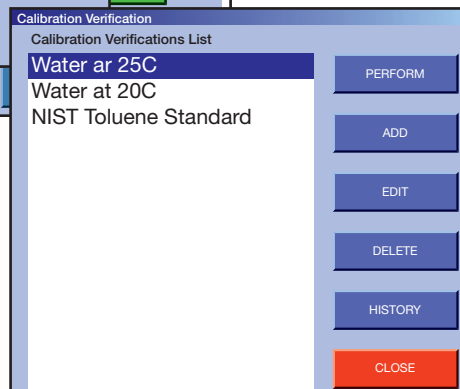 Calibration Verification
Calibration Verifications List
Water ar 25C
Water at 20C
NIST Toluene Standard
PERFORM
ADD
EDIT
DELETE
HISTORY
CLOSE